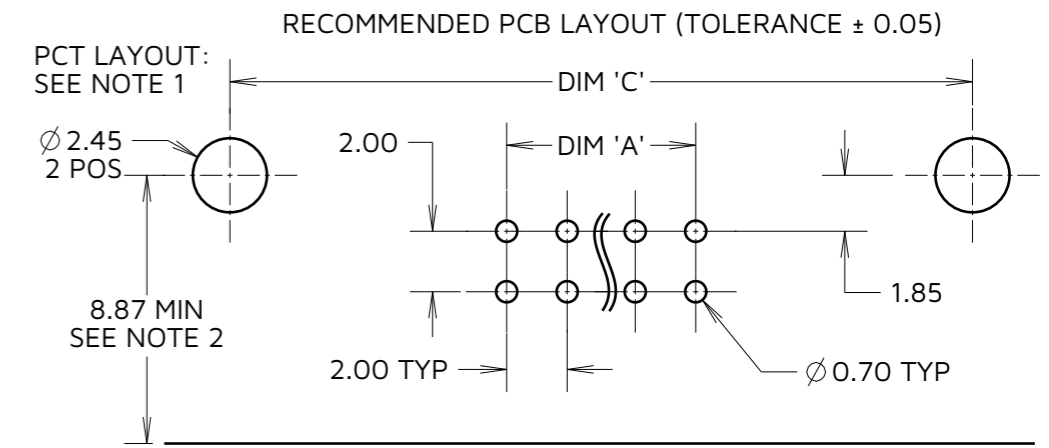 RECOMMENDED PCB LAYOUT (TOLERANCE ± 0.05)
PCT LAYOUT:
SEE NOTE 1
DIM 'C'
Ø 2.45
2 POS
2.00
DIM 'A'
8.87 MIN
SEE NOTE 2
1.85
2.00 TYP
Ø 0.70 TYP